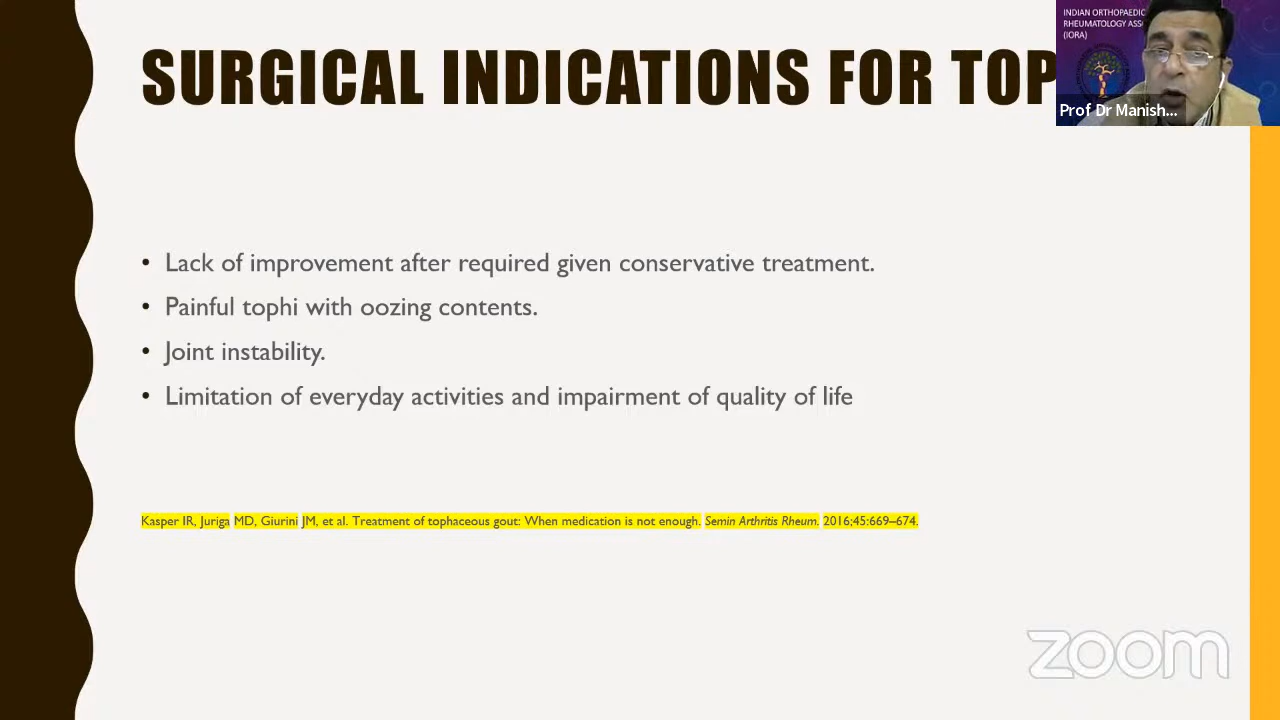 SURGICAL INDICATIONS FOR TOP
INDIAN ORTHOPAEDIC
RHEUMATOLOGY ASS
(IORA)
Prof Dr Manish...
• Lack of improvement after required given conservative treatment.
• Painful tophi with oozing contents.
• Joint instability.
• Limitation of everyday activities and impairment of quality of life
Kasper IR, Juriga MD, Giurini JM, et al. Treatment of tophaceous gout: When medication is not enough. Semin Arthritis Rheum. 2016;45:669–674.
zoom